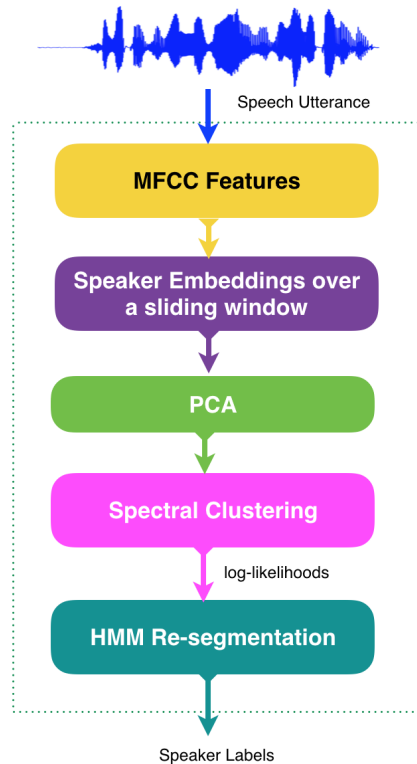 Speech Utterance
MFCC Features
Speaker Embeddings over
a sliding window
PCA
Spectral Clustering
log-likelihoods
HMM Re-segmentation
Speaker Labels